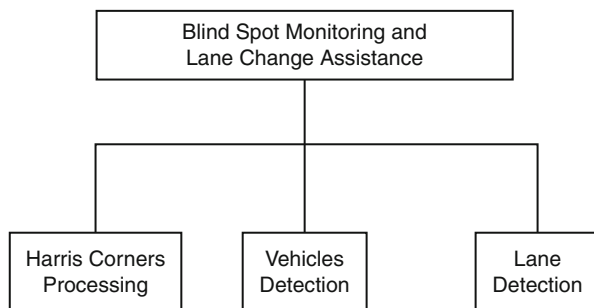 Blind Spot Monitoring and
Lane Change Assistance
Harris Corners
Processing
Vehicles
Detection
Lane
Detection